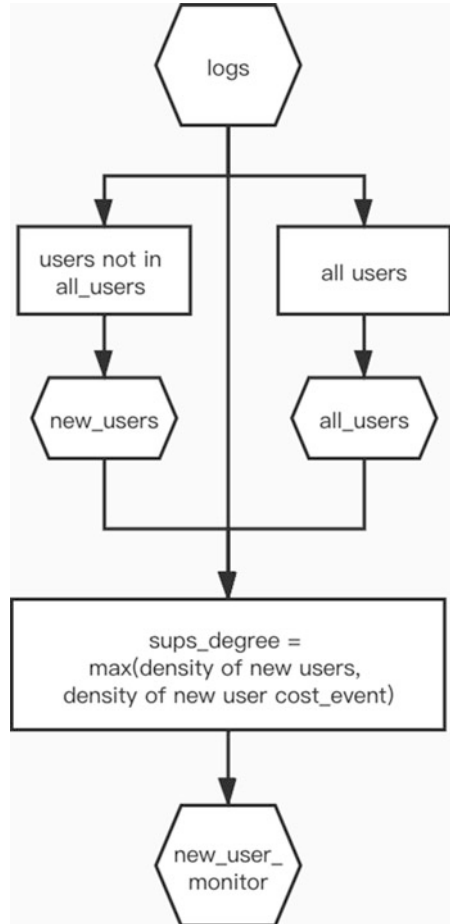 logs
users not in
all_users
all users
new_users
all_users
sups_degree =
max(density of new users,
density of new user cost_event)
new_user_
monitor